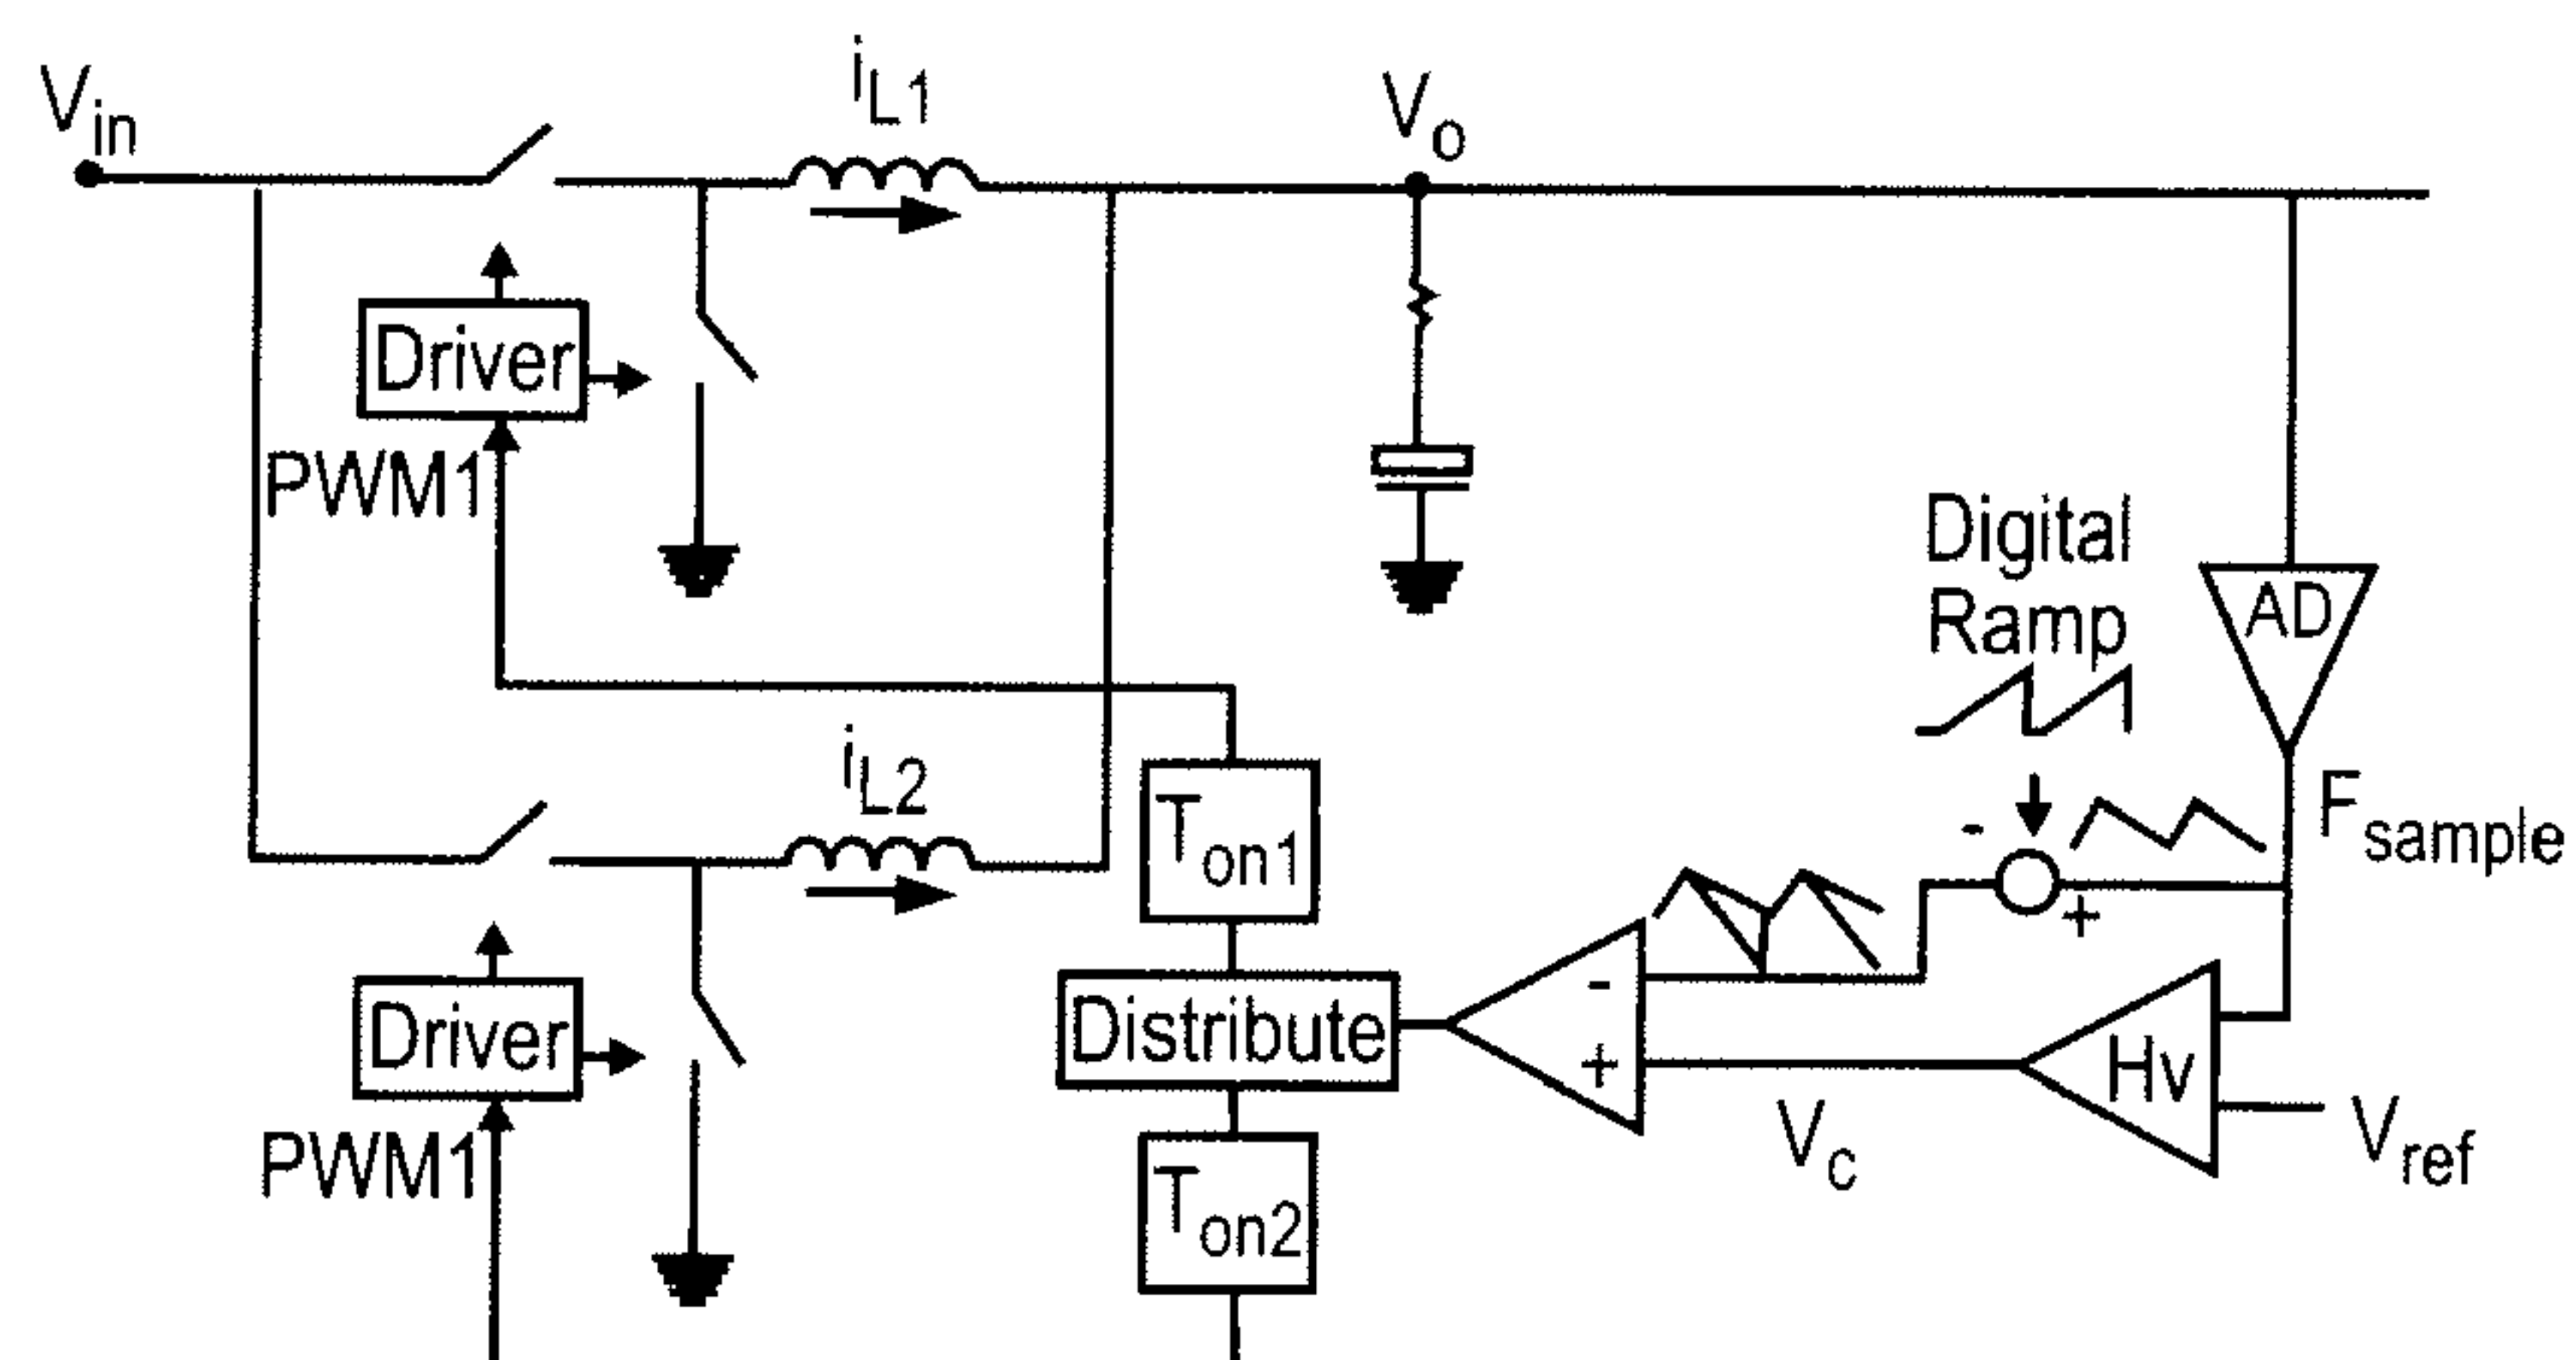 V_in
i_L1
V_o
Driver
PWM1
Digital
Ramp
AD
i_L2
T_on1
F_sample
-
+
Driver
PWM1
Distribute
-
+
Hv
V_c
V_ref
T_on2